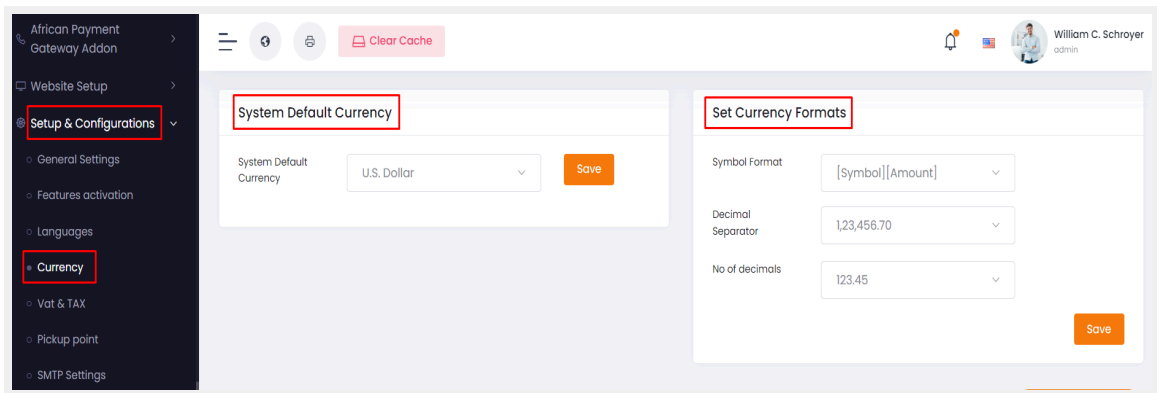 African Payment
Gateway Addon
Website Setup
Setup & Configurations
General Settings
Features activation
Languages
Currency
Vat & TAX
Pickup point
SMTP Settings
Clear Cache
William C. Schroyer
admin
System Default Currency
System Default
Currency
U.S. Dollar
Save
Set Currency Formats
Symbol Format
[Symbol][Amount]
Decimal
Separator
1,23,456.70
No of decimals
123.45
Save